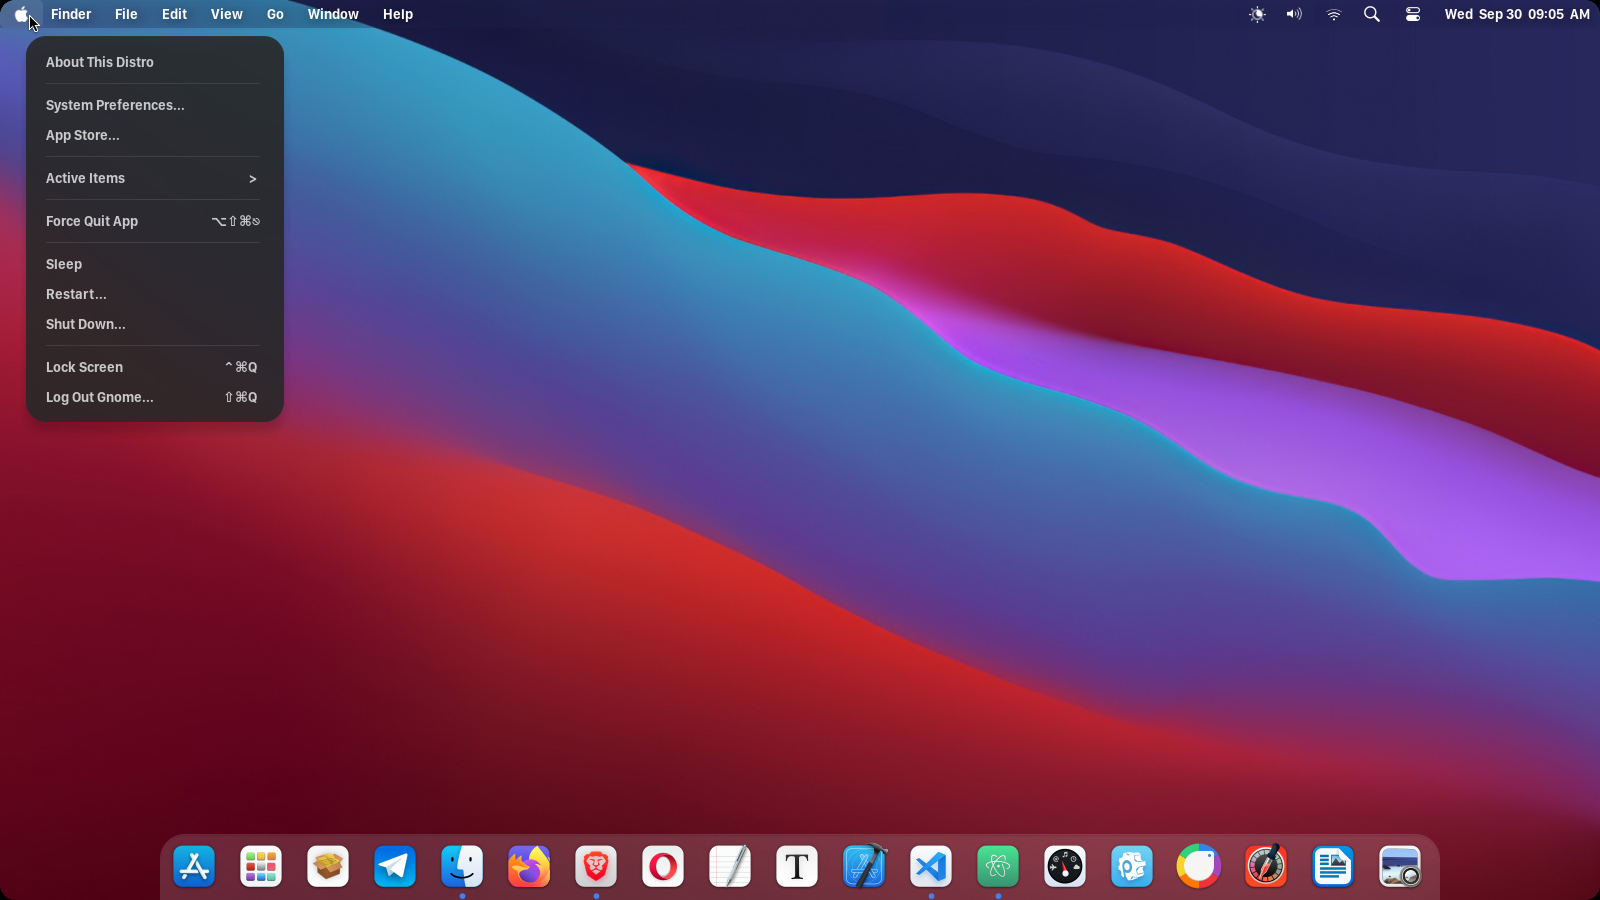 Finder File Edit View Go Window Help Wed Sep 30 09:05 AM
About This Distro
System Preferences...
App Store...
Active Items >
Force Quit App ⌥⇧⌘⎋
Sleep
Restart...
Shut Down...
Lock Screen ⌃⌘Q
Log Out Gnome... ⇧⌘Q
T